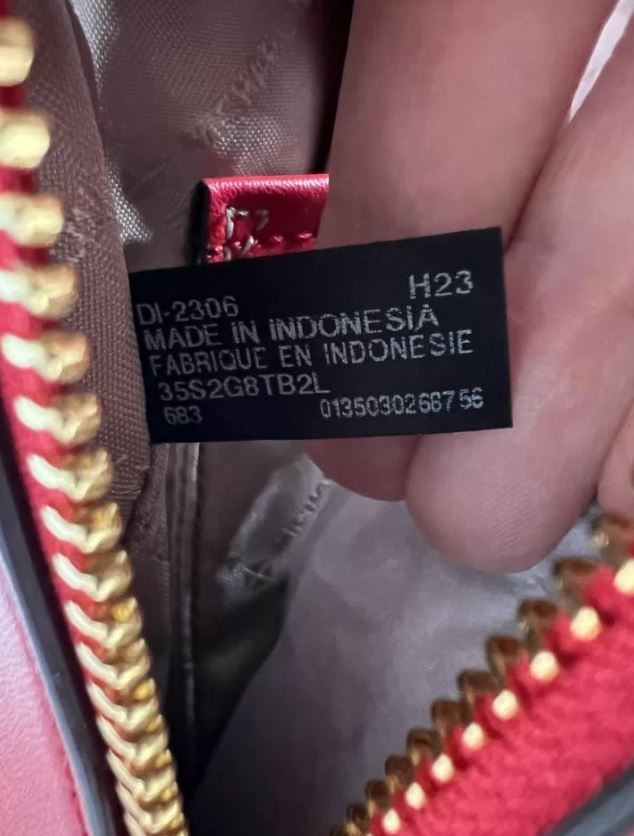 H23
DI-2306
MADE IN INDONESIA
FABRIQUE EN INDONESIE
35S2G8TB2L
683 0135030268756